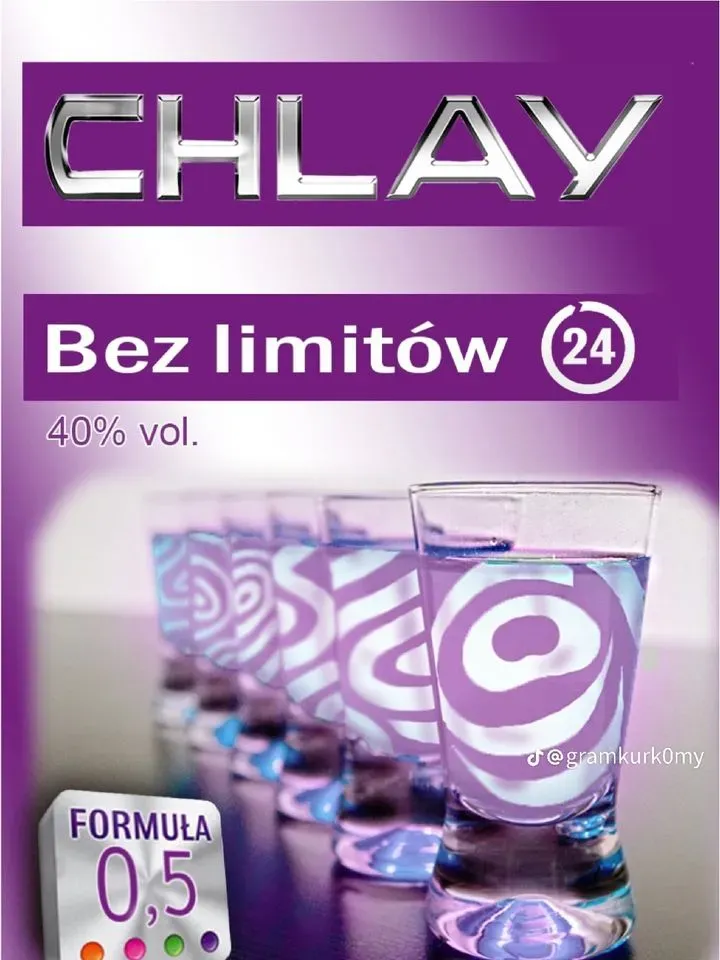 CHLAY
Bez limitów 24
40% vol.
@gramkurk0my
FORMUŁA
0,5